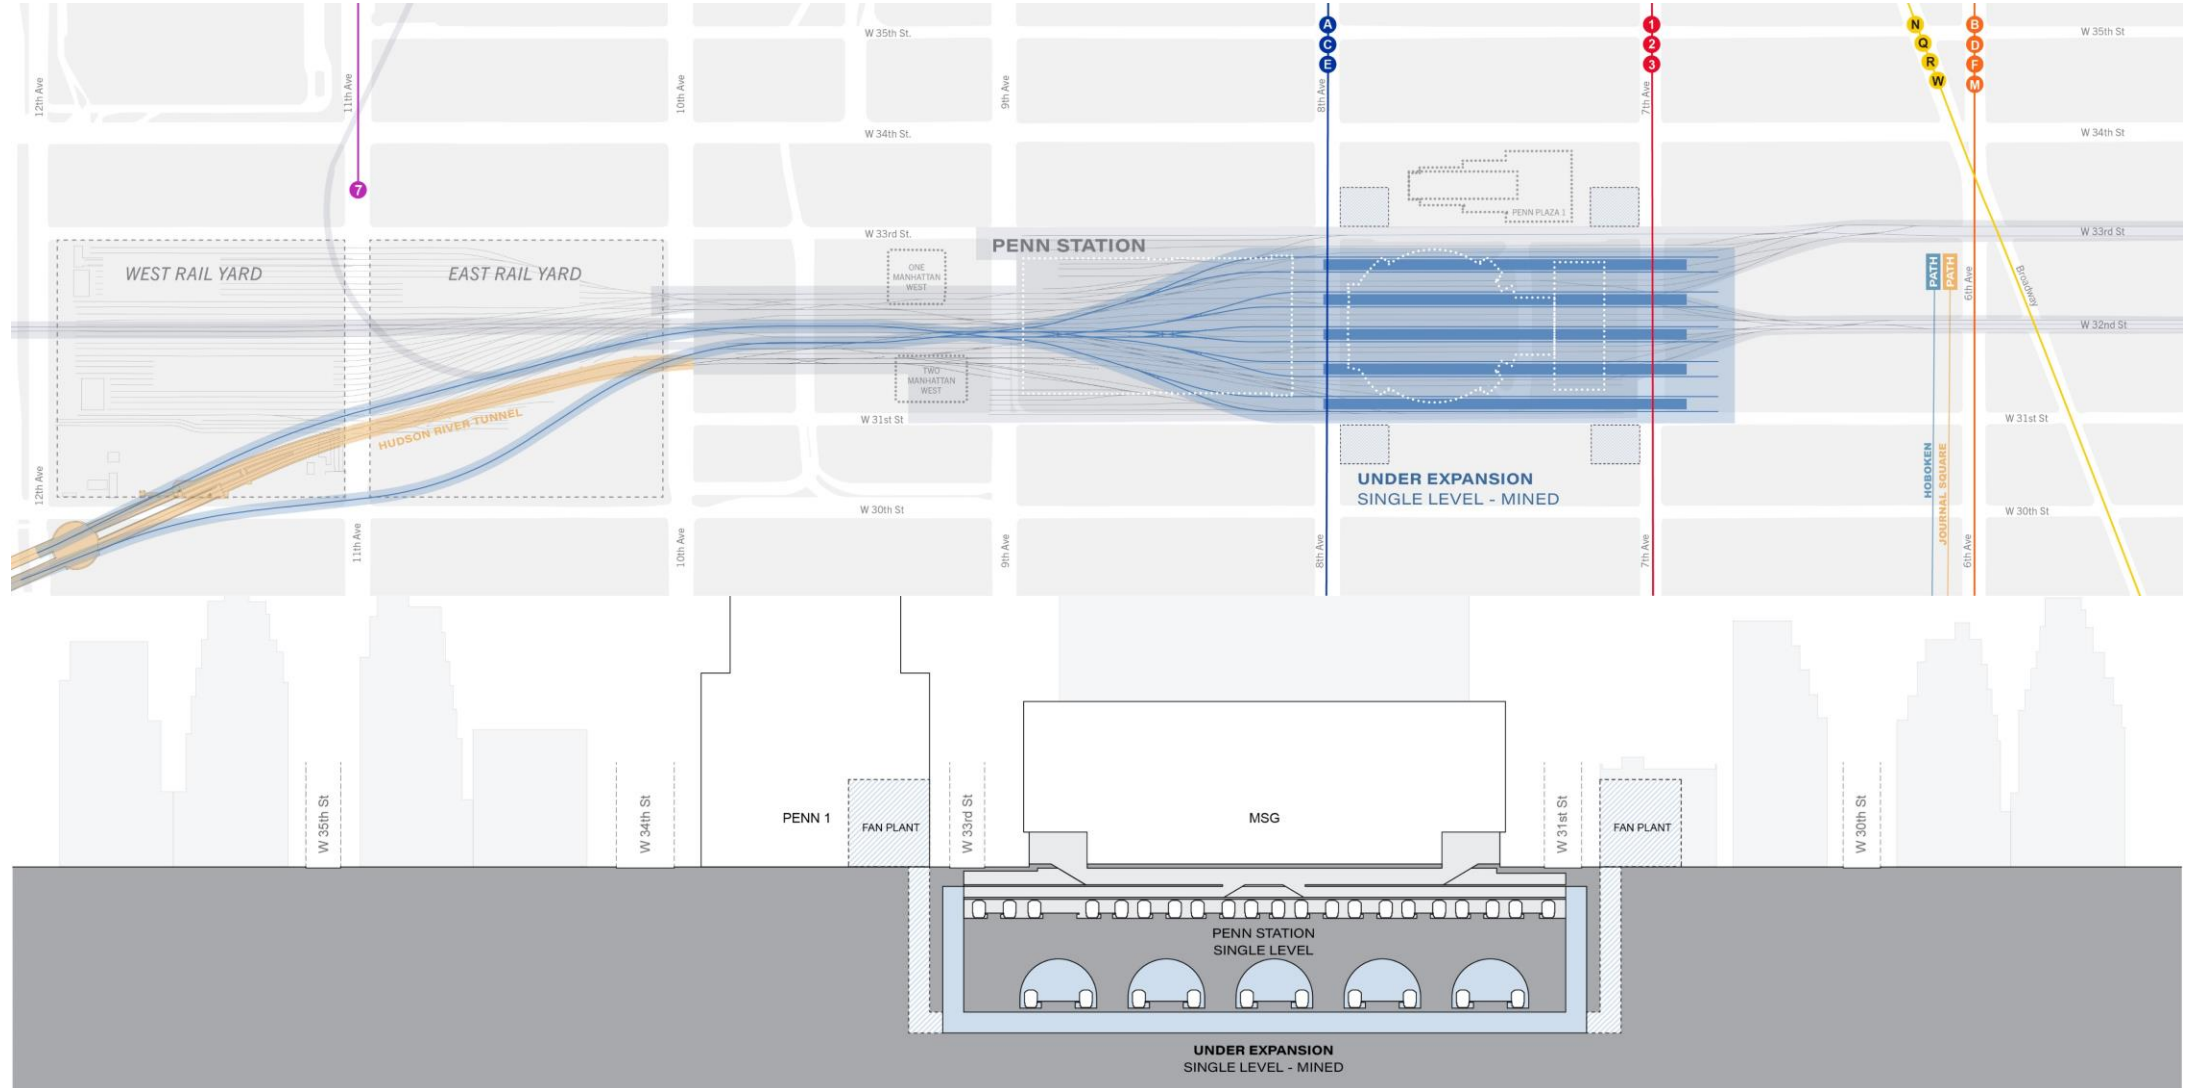 12th Ave
11th Ave
10th Ave
9th Ave
8th Ave
7th Ave
W 35th St.
A
C
E
1
2
3
N
Q
R
W
B
D
F
M
W 35th St
W 34th St.
W 34th St
7
PENN PLAZA 1
W 33rd St.
W 33rd St
PENN STATION
WEST RAIL YARD
EAST RAIL YARD
ONE
MANHATTAN
WEST
PATH
PATH
6th Ave
Broadway
W 32nd St
TWO
MANHATTAN
WEST
HUDSON RIVER TUNNEL
W 31st St
W 31st St
UNDER EXPANSION
SINGLE LEVEL - MINED
HOBOKEN
JOURNAL SQUARE
12th Ave
W 30th St
W 30th St
11th Ave
10th Ave
9th Ave
8th Ave
7th Ave
6th Ave
W 35th St
W 34th St
PENN 1
FAN PLANT
W 33rd St
MSG
W 31st St
FAN PLANT
W 30th St
PENN STATION
SINGLE LEVEL
UNDER EXPANSION
SINGLE LEVEL - MINED